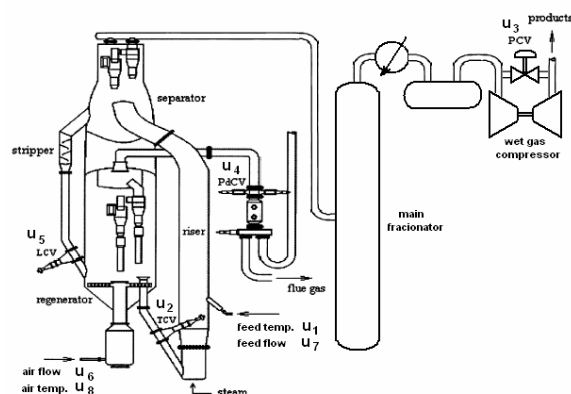 products
u3
PCV
separator
wet gas
compressor
stripper
u4
PdCV
u5
LCV
riser
main
fracionator
flue gas
regenerator
u2
TCV
feed temp. u1
feed flow u7
air flow u6
air temp. u8
steam